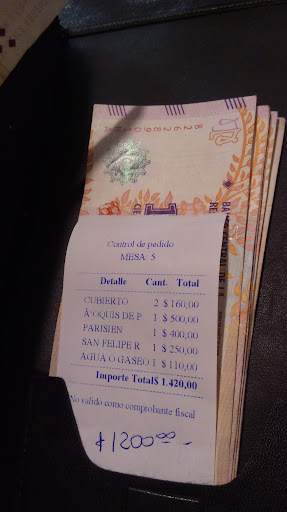 82628901HA
Control de pedido
MESA: 5
Detalle Cant. Total
CUBIERTO 2 $ 160,00
Ñ'OQUIS DE P 1 $ 500,00
PARISIEN 1 $ 400,00
SAN FELIPE R 1 $ 250,00
AGUA O GASEO 1 $ 110,00
Importe Total$ 1.420,00
No valido como comprobante fiscal
$1200